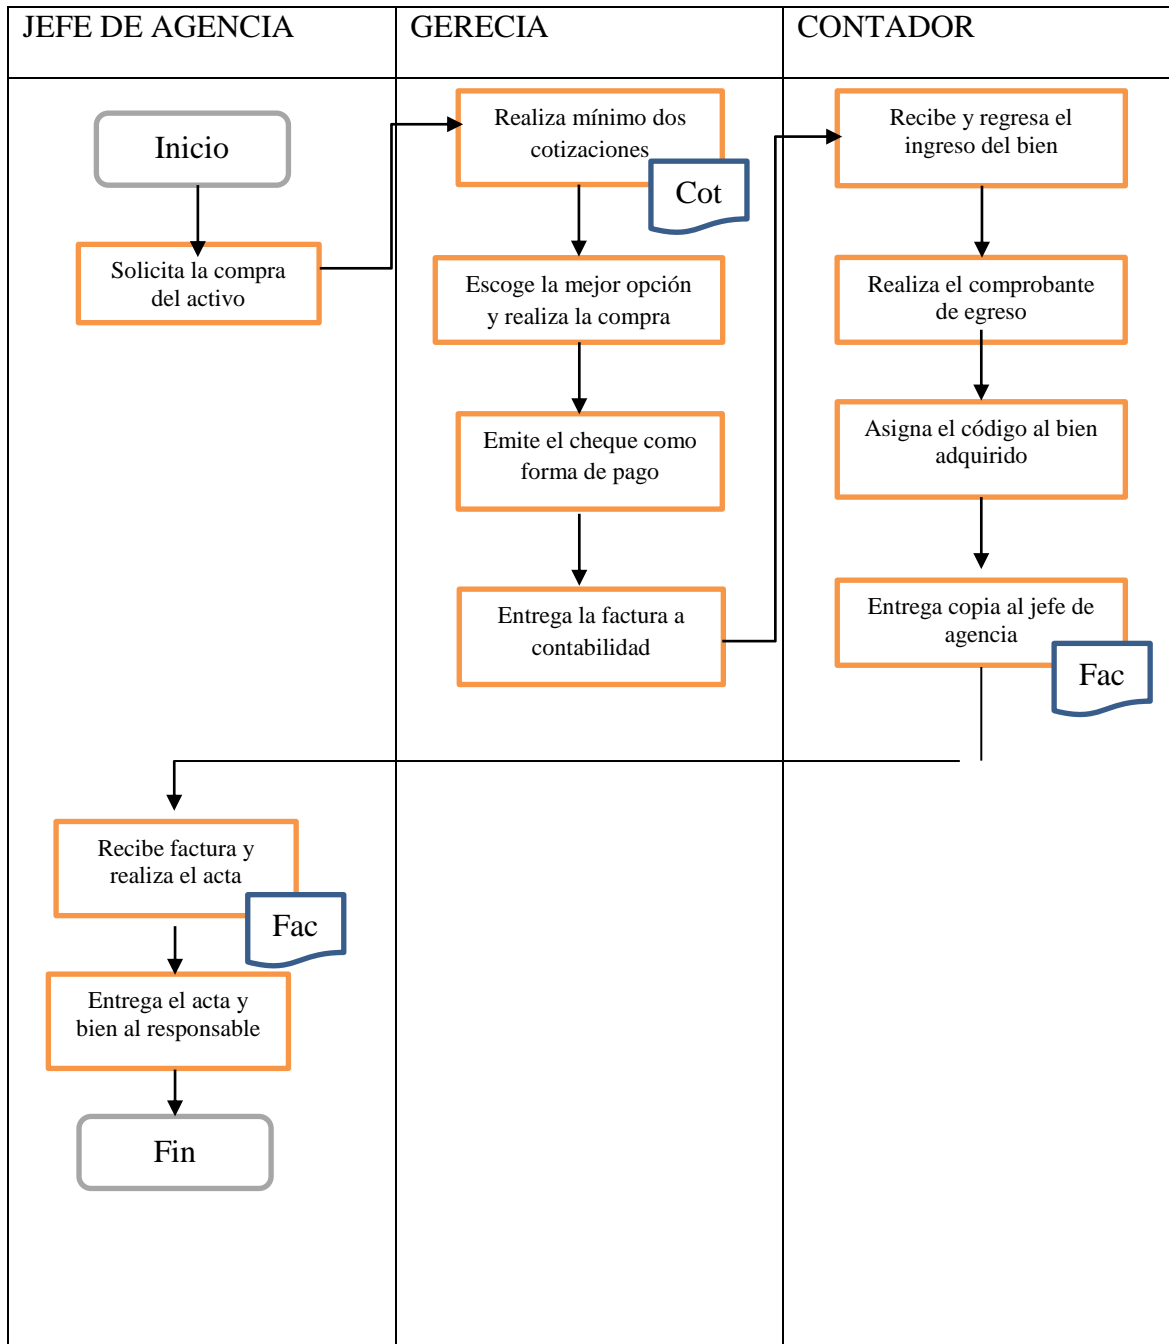 JEFE DE AGENCIA
GERECIA
CONTADOR
Inicio
Solicita la compra
del activo
Realiza mínimo dos
cotizaciones
Cot
Escoge la mejor opción
y realiza la compra
Emite el cheque como
forma de pago
Entrega la factura a
contabilidad
Recibe y regresa el
ingreso del bien
Realiza el comprobante
de egreso
Asigna el código al bien
adquirido
Entrega copia al jefe de
agencia
Fac
Recibe factura y
realiza el acta
Fac
Entrega el acta y
bien al responsable
Fin